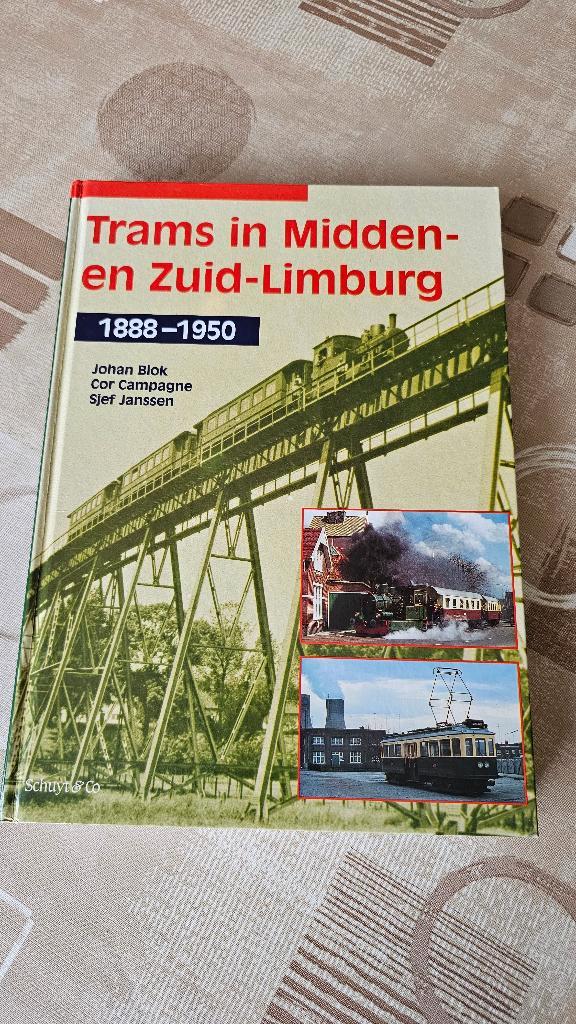 Trams in Midden-
en Zuid-Limburg
1888-1950
Johan Blok
Cor Campagne
Sjef Janssen
Schuyt & Co